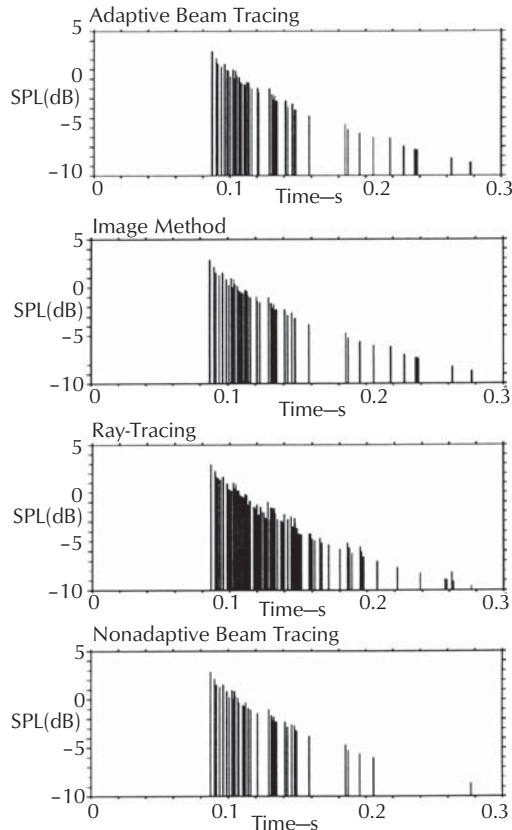 Adaptive Beam Tracing
5
0
SPL(dB)
−5
−10
0 0.1 0.2 0.3
Time—s
Image Method
5
0
SPL(dB)
−5
−10
0 0.1 0.2 0.3
Time—s
Ray-Tracing
5
0
SPL(dB)
−5
−10
0 0.1 0.2 0.3
Time—s
Nonadaptive Beam Tracing
5
0
SPL(dB)
−5
−10
0 0.1 0.2 0.3
Time—s